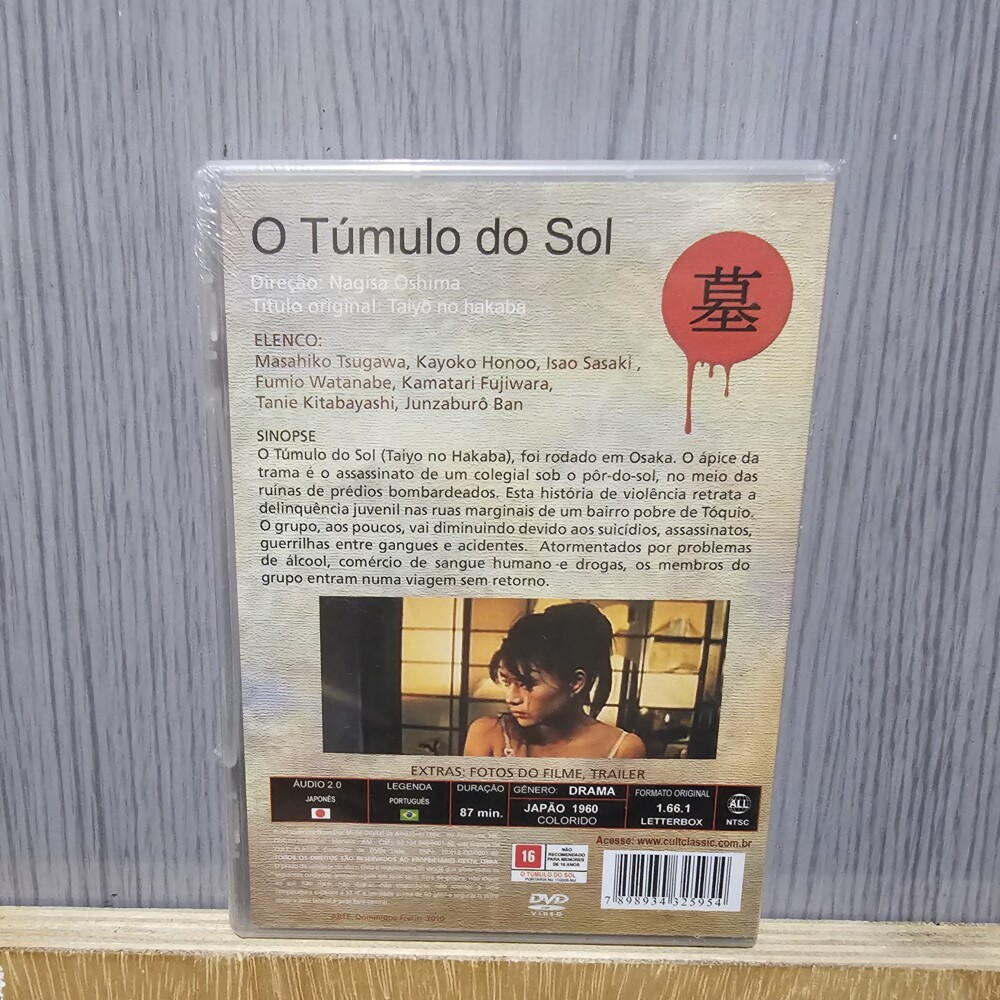 O Túmulo do Sol
Direção: Nagisa Oshima
Título original: Taiyô no hakaba
墓
ELENCO:
Masahiko Tsugawa, Kayoko Honoo, Isao Sasaki ,
Fumio Watanabe, Kamatari Fujiwara,
Tanie Kitabayashi, Junzaburô Ban
SINOPSE
O Túmulo do Sol (Taiyo no Hakaba), foi rodado em Osaka. O ápice da
trama é o assassinato de um colegial sob o pôr-do-sol, no meio das
ruínas de prédios bombardeados. Esta história de violência retrata a
delinquência juvenil nas ruas marginais de um bairro pobre de Tóquio.
O grupo, aos poucos, vai diminuindo devido aos suicídios, assassinatos,
guerrilhas entre gangues e acidentes. Atormentados por problemas
de álcool, comércio de sangue humano e drogas, os membros do
grupo entram numa viagem sem retorno.
EXTRAS: FOTOS DO FILME, TRAILER
ÁUDIO 2.0
JAPONÊS
LEGENDA
PORTUGUÊS
DURAÇÃO
87 min.
GÊNERO: DRAMA
JAPÃO 1960
COLORIDO
FORMATO ORIGINAL
1.66.1
LETTERBOX
ALL
NTSC
Acesse: www.cultclassic.com.br
16
NÃO
RECOMENDADO
PARA MENORES
DE 16 ANOS
O TÚMULO DO SOL
DVD
VIDEO
7 898934 325954